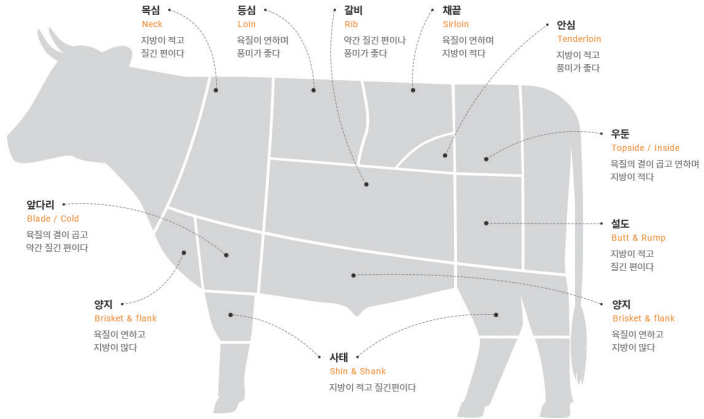 목심
Neck
지방이 적고
질긴 편이다
등심
Loin
육질이 연하며
풍미가 좋다
갈비
Rib
약간 질긴 편이나
풍미가 좋다
채끝
Sirloin
육질이 연하며
지방이 적다
안심
Tenderloin
지방이 적고
풍미가 좋다
우둔
Topside / Inside
육질의 결이 곱고 연하며
지방이 적다
앞다리
Blade / Cold
육질의 결이 곱고
약간 질긴 편이다
설도
Butt & Rump
지방이 적고
질긴 편이다
양지
Brisket & flank
육질이 연하고
지방이 많다
양지
Brisket & flank
육질이 연하고
지방이 많다
사태
Shin & Shank
지방이 적고 질긴편이다